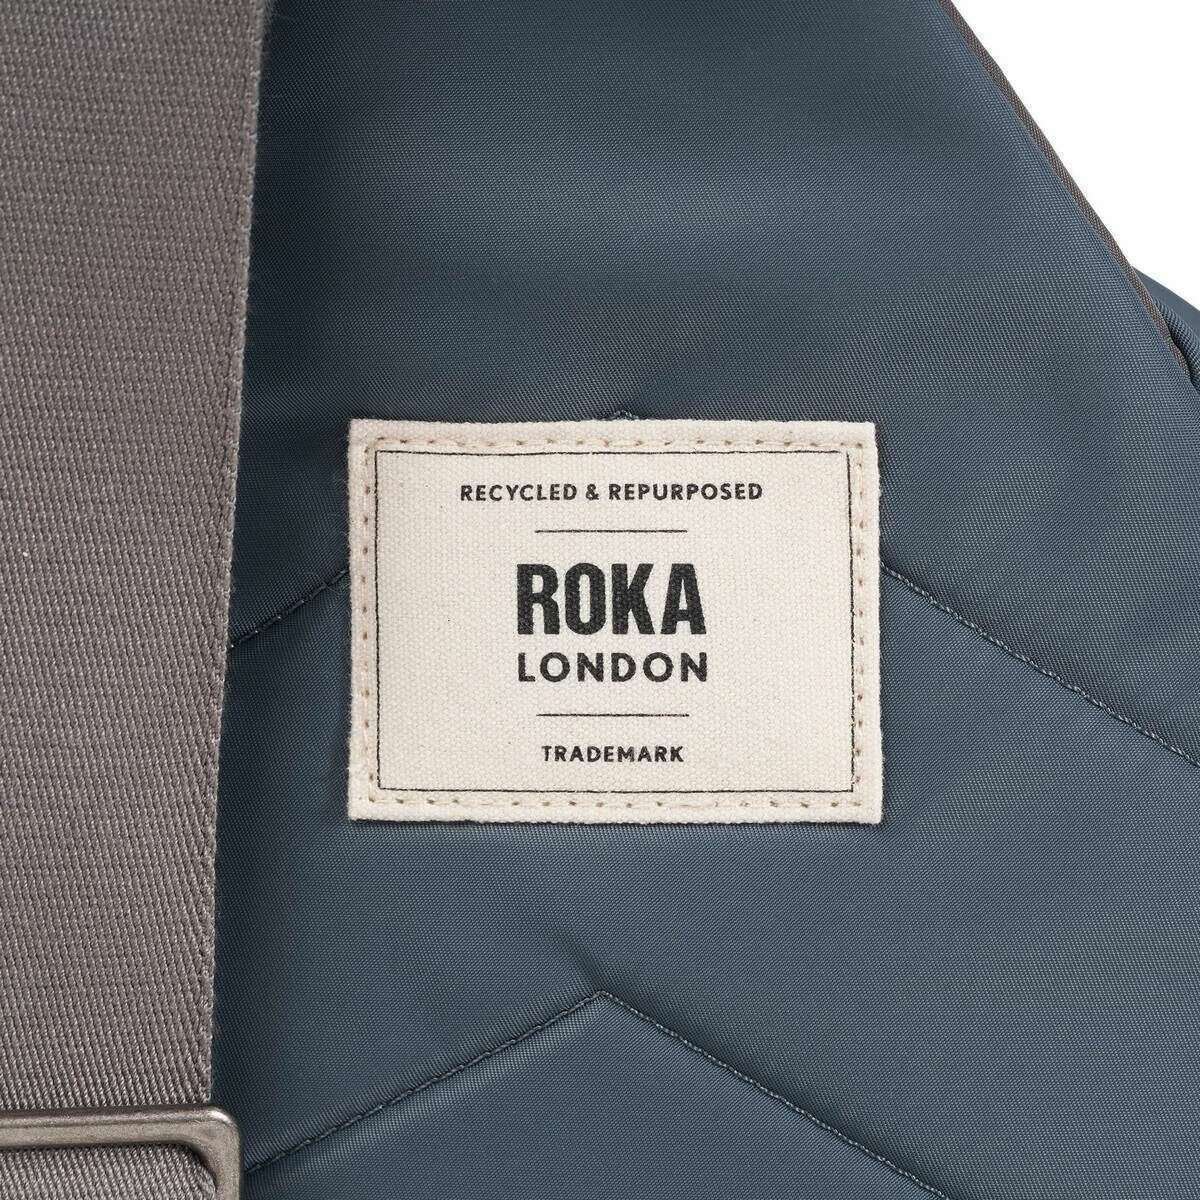 RECYCLED & REPURPOSED
ROKA
LONDON
TRADEMARK